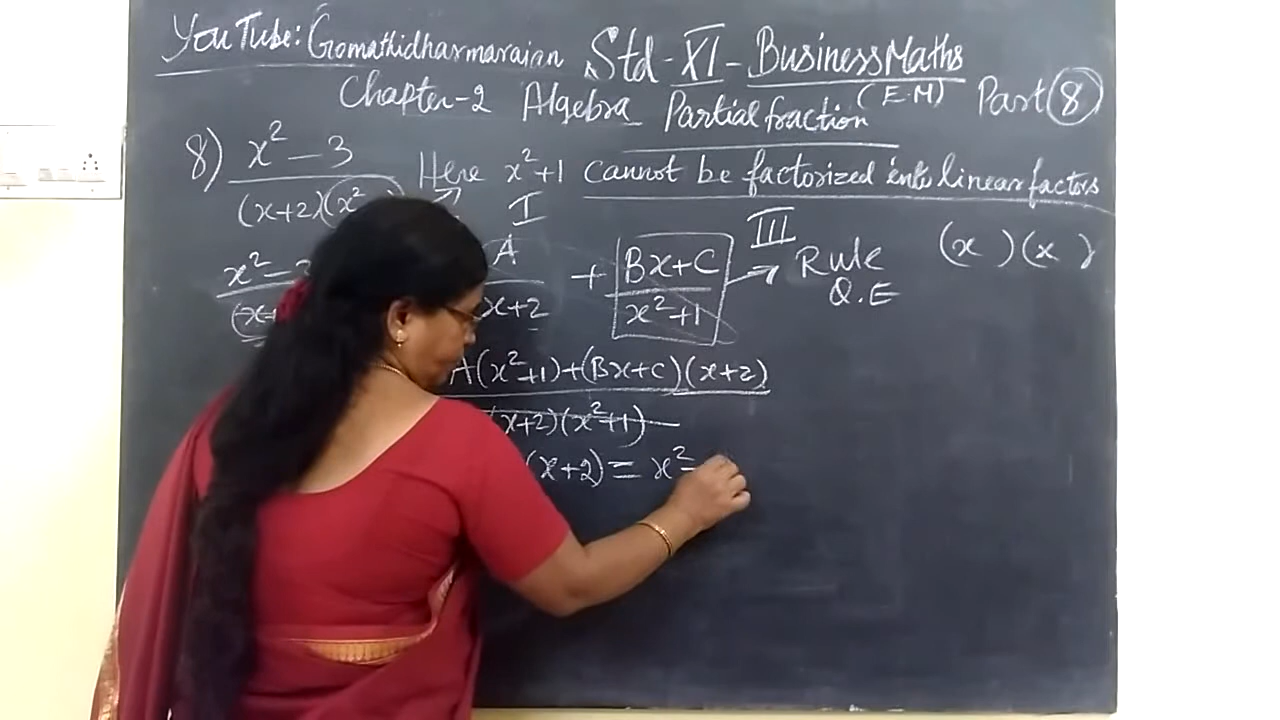 YouTube: Gomathidharmarajan Std-XI-Business Maths
Chapter-2 Algebra Partial fraction (E.M) Part 8
8) x² - 3 / (x+2)(x² Here x²+1 cannot be factorized into linear factors
I III
x² - A / x+2 + Bx+C / x²+1 → Rule (x )(x )
Q.E
A(x²+1)+(Bx+C)(x+2)
(x+2)(x²+1)
(x+2) = x² -